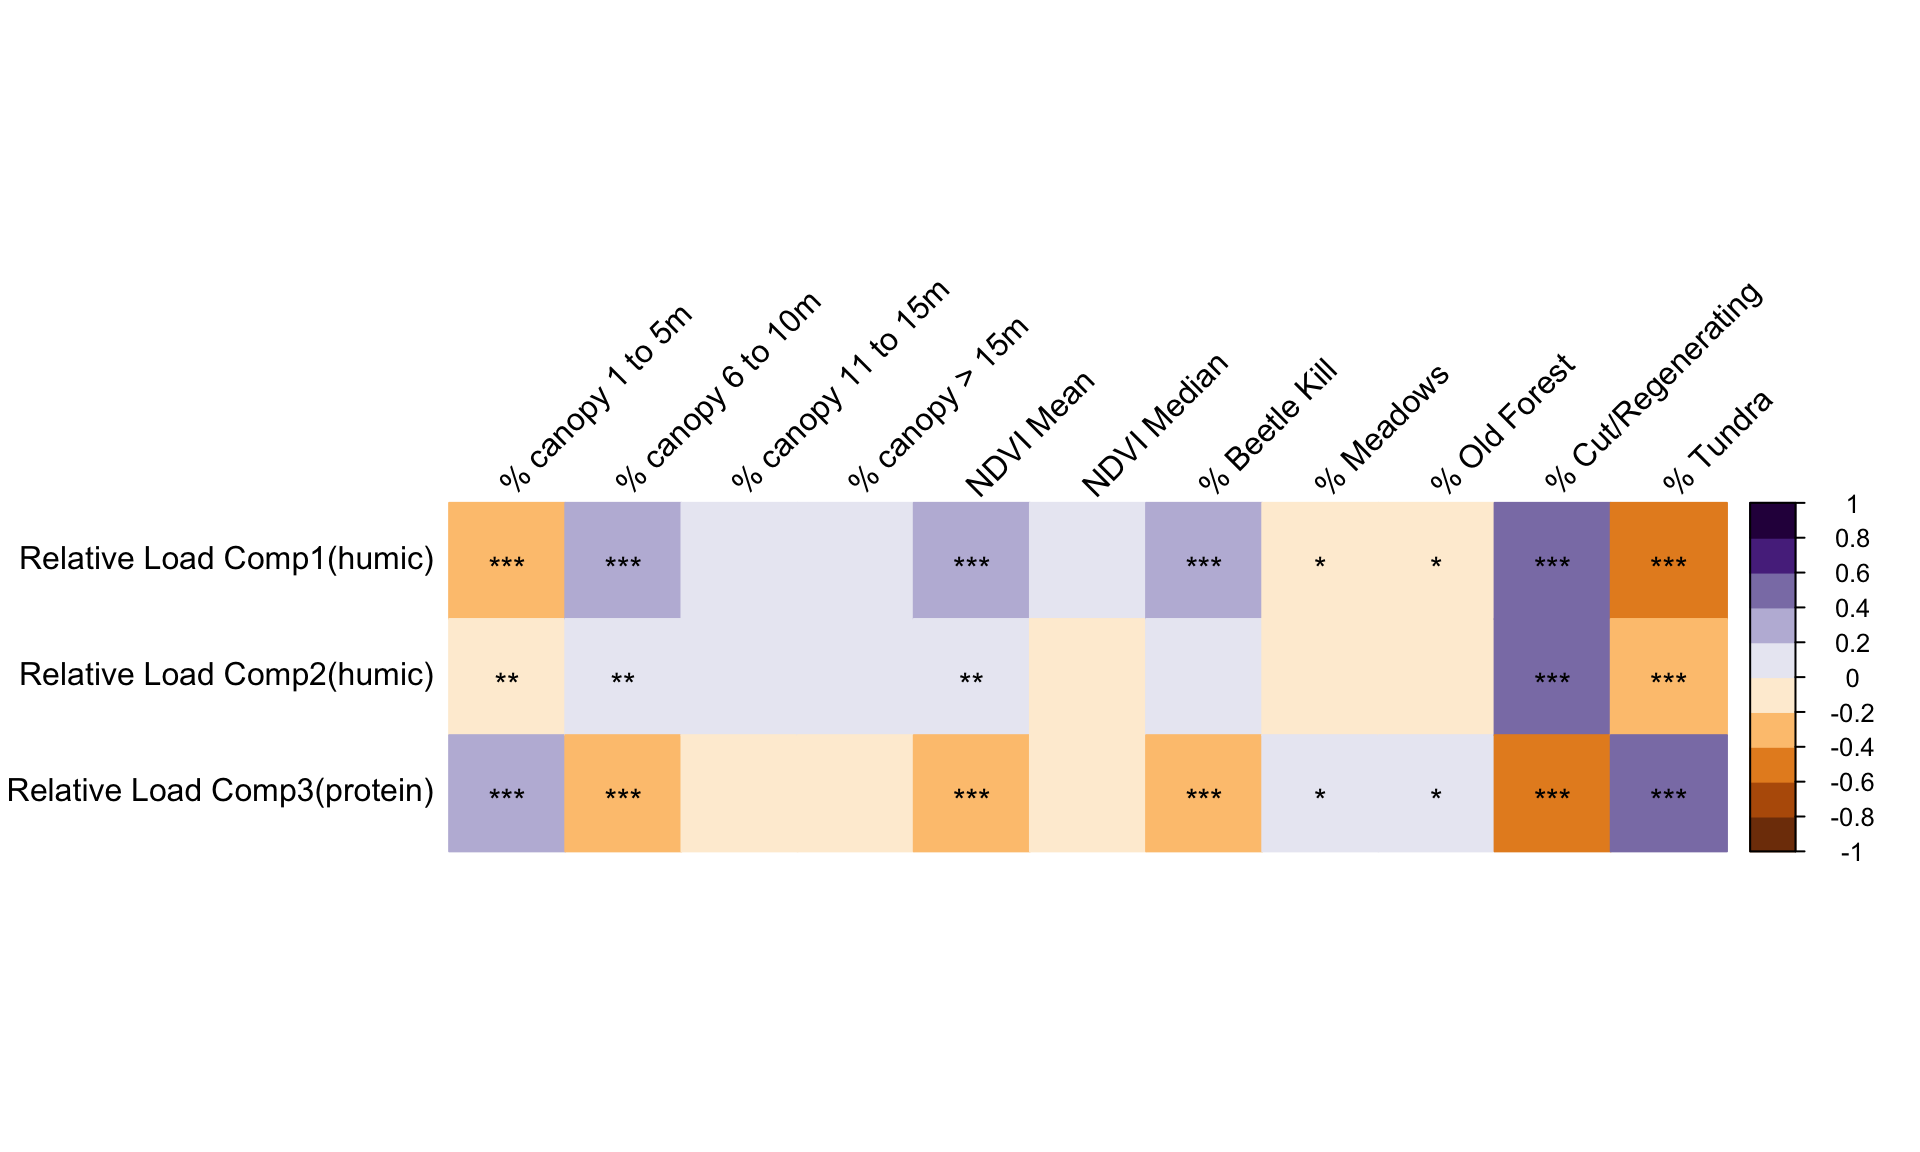 % canopy 1 to 5m
% canopy 6 to 10m
% canopy 11 to 15m
% canopy > 15m
NDVI Mean
NDVI Median
% Beetle Kill
% Meadows
% Old Forest
% Cut/Regenerating
% Tundra
Relative Load Comp1(humic)
*** *** *** *** * * *** ***
Relative Load Comp2(humic)
** ** ** *** ***
Relative Load Comp3(protein)
*** *** *** *** * * *** ***
1
0.8
0.6
0.4
0.2
0
-0.2
-0.4
-0.6
-0.8
-1